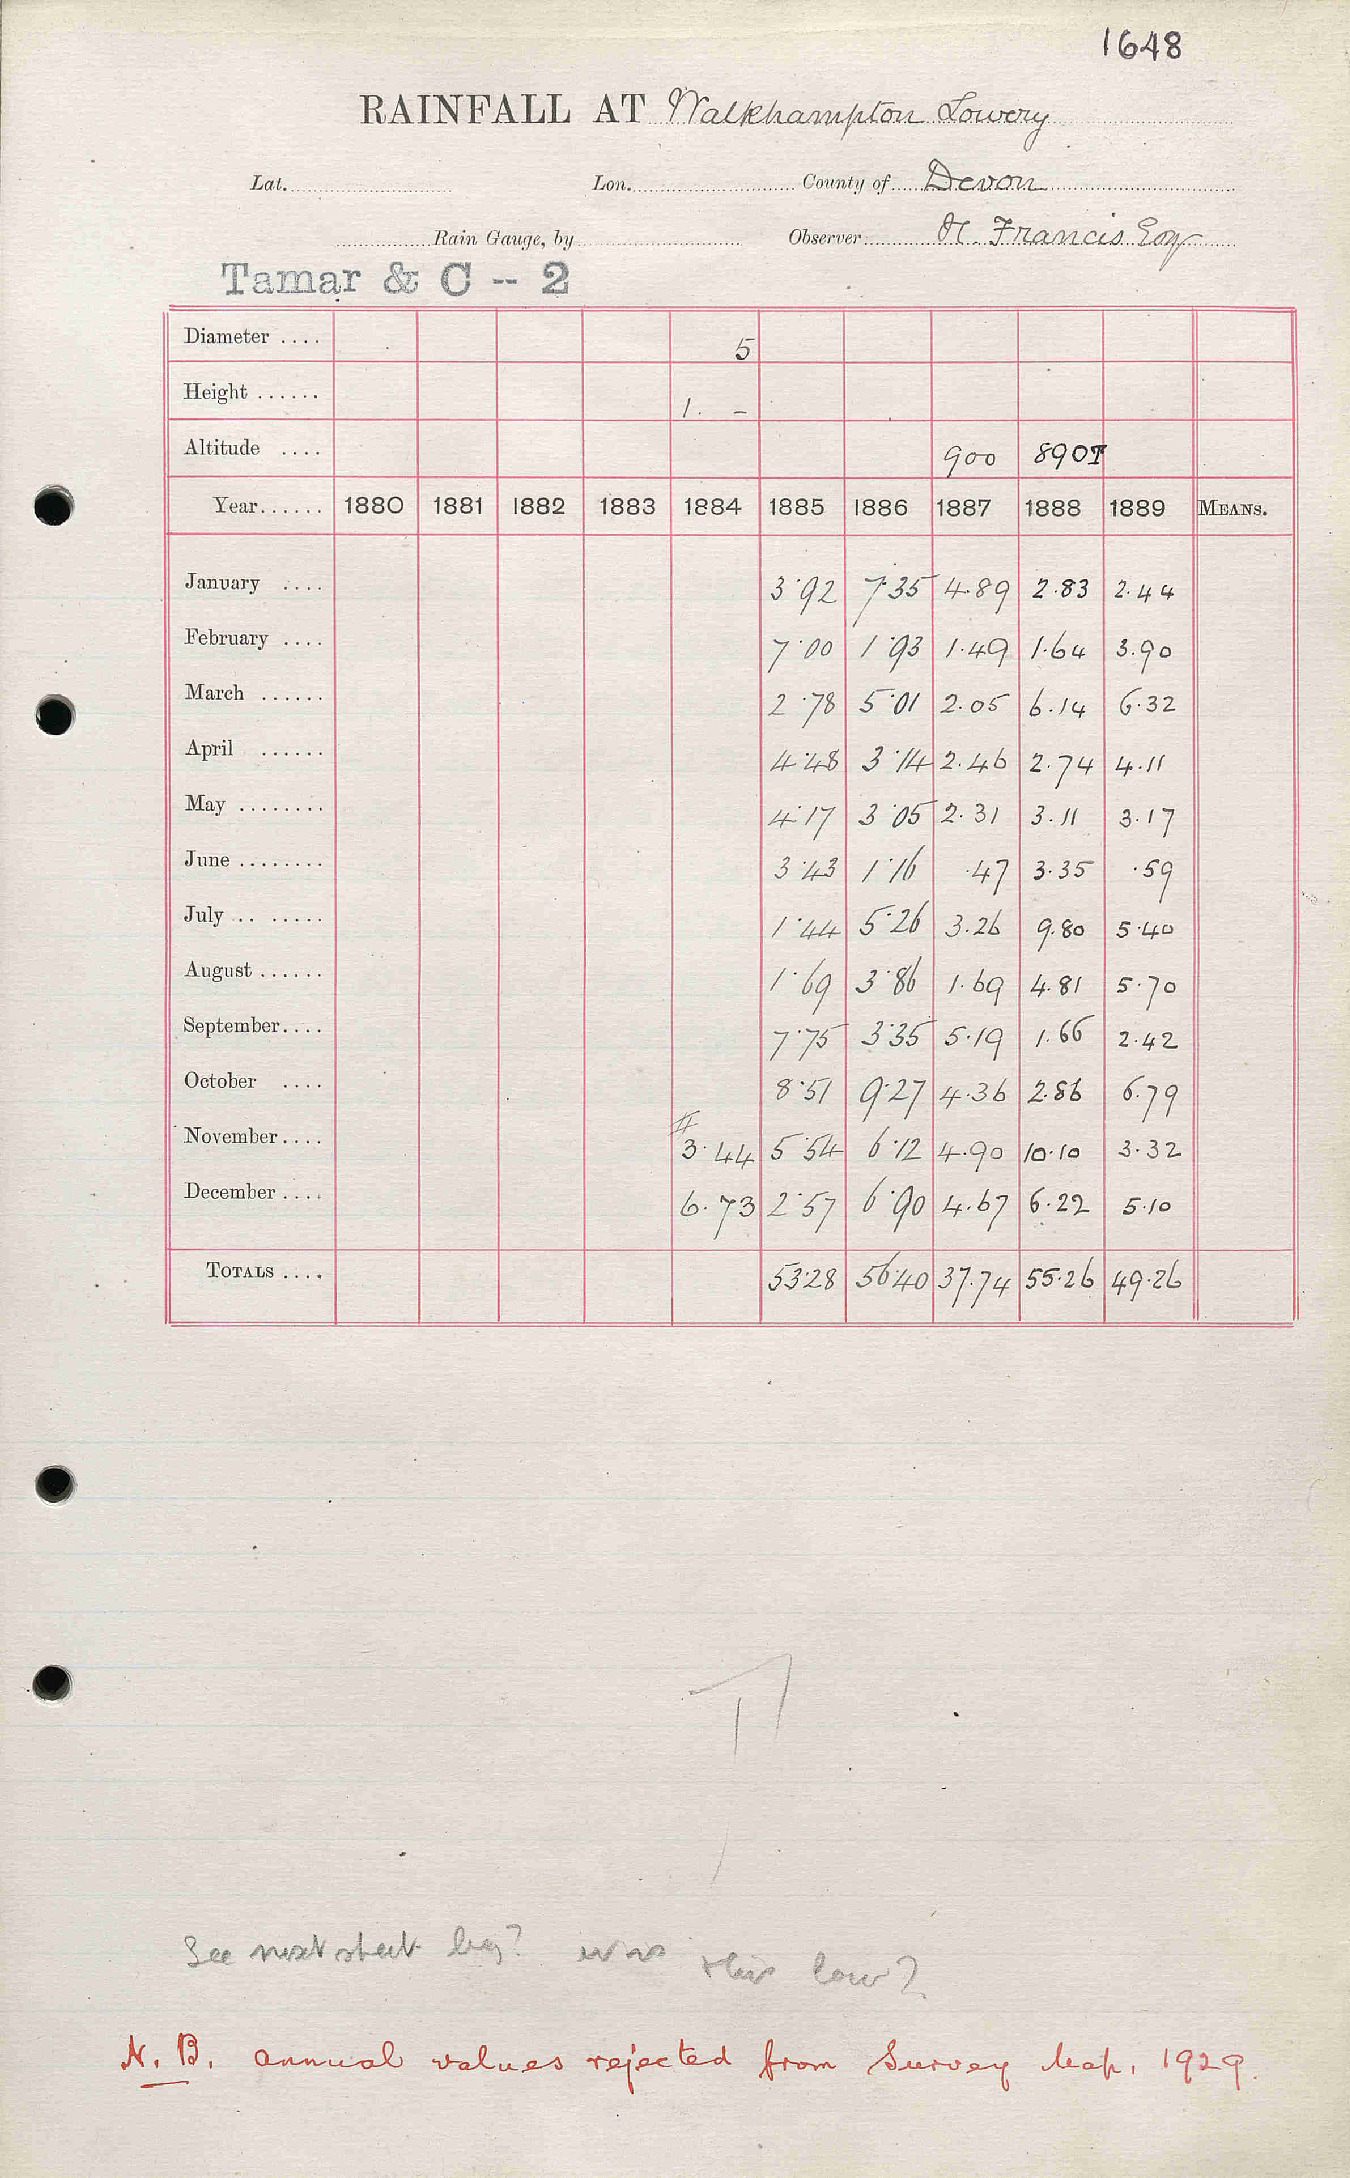 1648
RAINFALL AT Walkhampton Lowery
Lat. Lon. County of Devon
Rain Gauge, by Observer H. Francis Esq
Tamar & C -- 2
Diameter .... 5
Height ...... 1. -
Altitude .... 900 890T
Year...... 1880 1881 1882 1883 1884 1885 1886 1887 1888 1889 MEANS.
January .... 3.92 7.35 4.89 2.83 2.44
February .... 7.00 1.93 1.49 1.64 3.90
March ...... 2.78 5.01 2.05 6.14 6.32
April ...... 4.48 3.14 2.46 2.74 4.11
May ........ 4.17 3.05 2.31 3.11 3.17
June ........ 3.43 1.16 .47 3.35 .59
July .. ..... 1.44 5.26 3.26 9.80 5.40
August ...... 1.69 3.86 1.69 4.81 5.70
September.... 7.75 3.35 5.19 1.66 2.42
October .... 8.51 9.27 4.36 2.86 6.79
November.... # 3.44 5.54 6.12 4.90 10.10 3.32
December .... 6.73 2.57 6.90 4.67 6.22 5.10
TOTALS .... 53.28 56.40 37.74 55.26 49.26
See next sheet was this low?
N.B. annual values rejected from Survey Map, 1929.